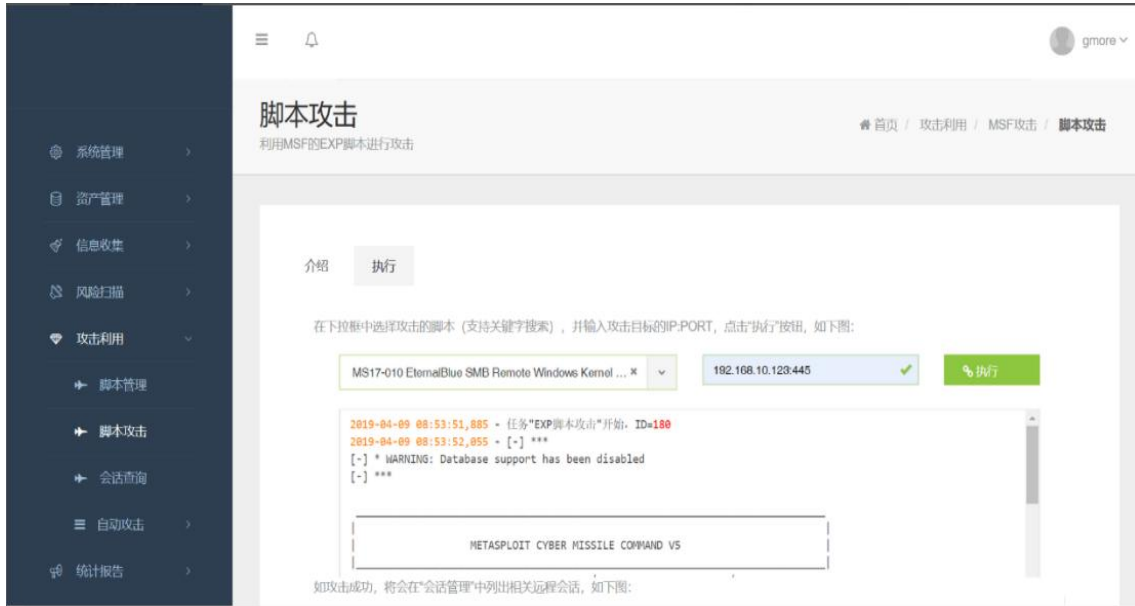 gmore
脚本攻击
利用MSF的EXP脚本进行攻击
首页 / 攻击利用 / MSF攻击 / 脚本攻击
系统管理
资产管理
信息收集
风险扫描
攻击利用
脚本管理
脚本攻击
会话查询
自动攻击
统计报告
介绍 执行
在下拉框中选择攻击的脚本（支持关键字搜索），并输入攻击目标的IP:PORT，点击"执行"按钮，如下图：
MS17-010 EternalBlue SMB Remote Windows Kernel ... ×
192.168.10.123:445
执行
2019-04-09 08:53:51,885 - 任务"EXP脚本攻击"开始，ID=180
2019-04-09 08:53:52,055 - [-] ***
[-] * WARNING: Database support has been disabled
[-] ***
METASPLOIT CYBER MISSILE COMMAND V5
如攻击成功，将会在"会话管理"中列出相关远程会话，如下图：